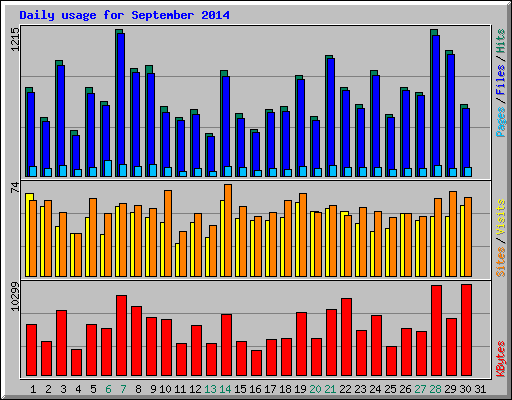 Daily usage for September 2014
1215
Pages / Files / Hits
74
Sites / Visits
10299
KBytes
1 2 3 4 5 6 7 8 9 10 11 12 13 14 15 16 17 18 19 20 21 22 23 24 25 26 27 28 29 30 31